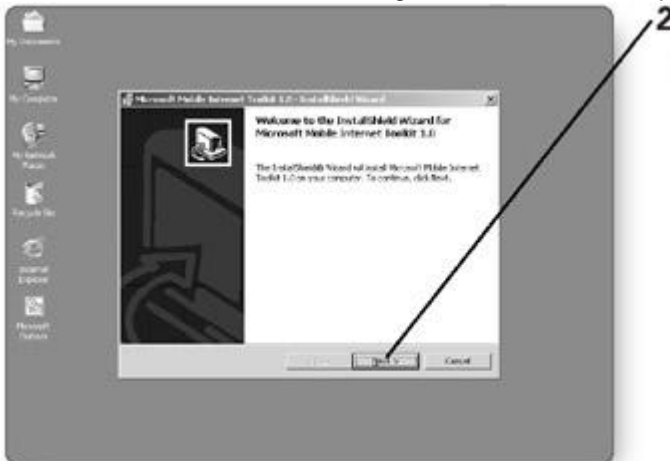 2
My Documents
My Computer
My Network
Places
Recycle Bin
Internet
Explorer
Microsoft
Outlook
Microsoft Mobile Internet Toolkit 1.0 - InstallShield Wizard
Welcome to the InstallShield Wizard for
Microsoft Mobile Internet Toolkit 1.0
The InstallShield® Wizard will install Microsoft Mobile Internet
Toolkit 1.0 on your computer. To continue, click Next.
Next >
Cancel